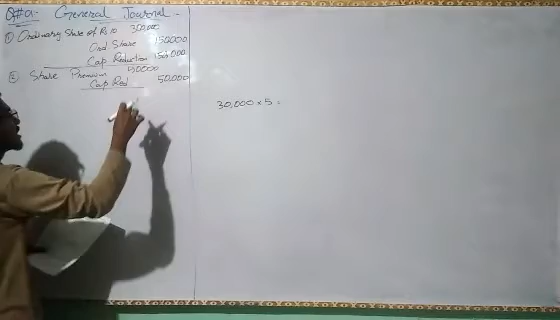 Q#01. General Journal.
① Ordinary Share of Rs 10 300,000
Ord Share 150000
Cap Reduction 150,000
② Share Premium 50000
Cap Red 50,000
30,000 x 5 =